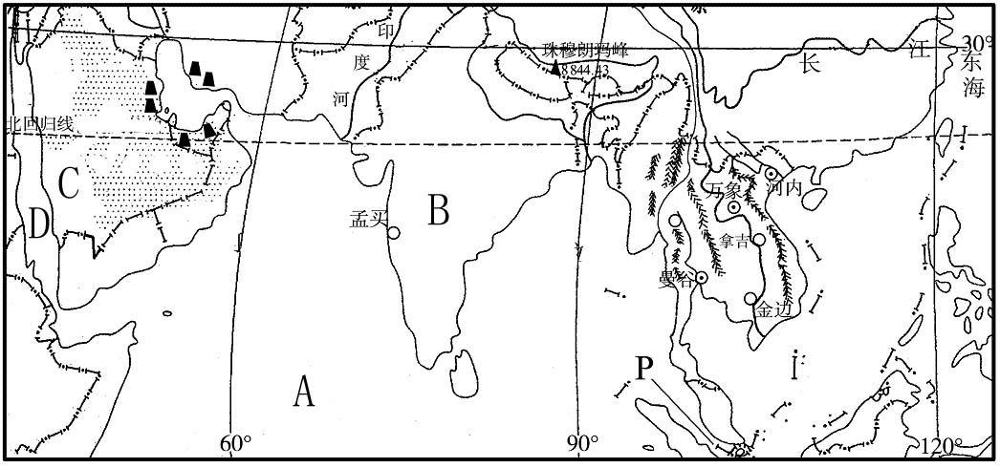 印
度
河
珠穆朗玛峰
8844.43
长
江
30°
东
海
北回归线
C
D
B
A
P
孟买
万象
河内
拿吉
曼谷
金边
60°
90°
120°